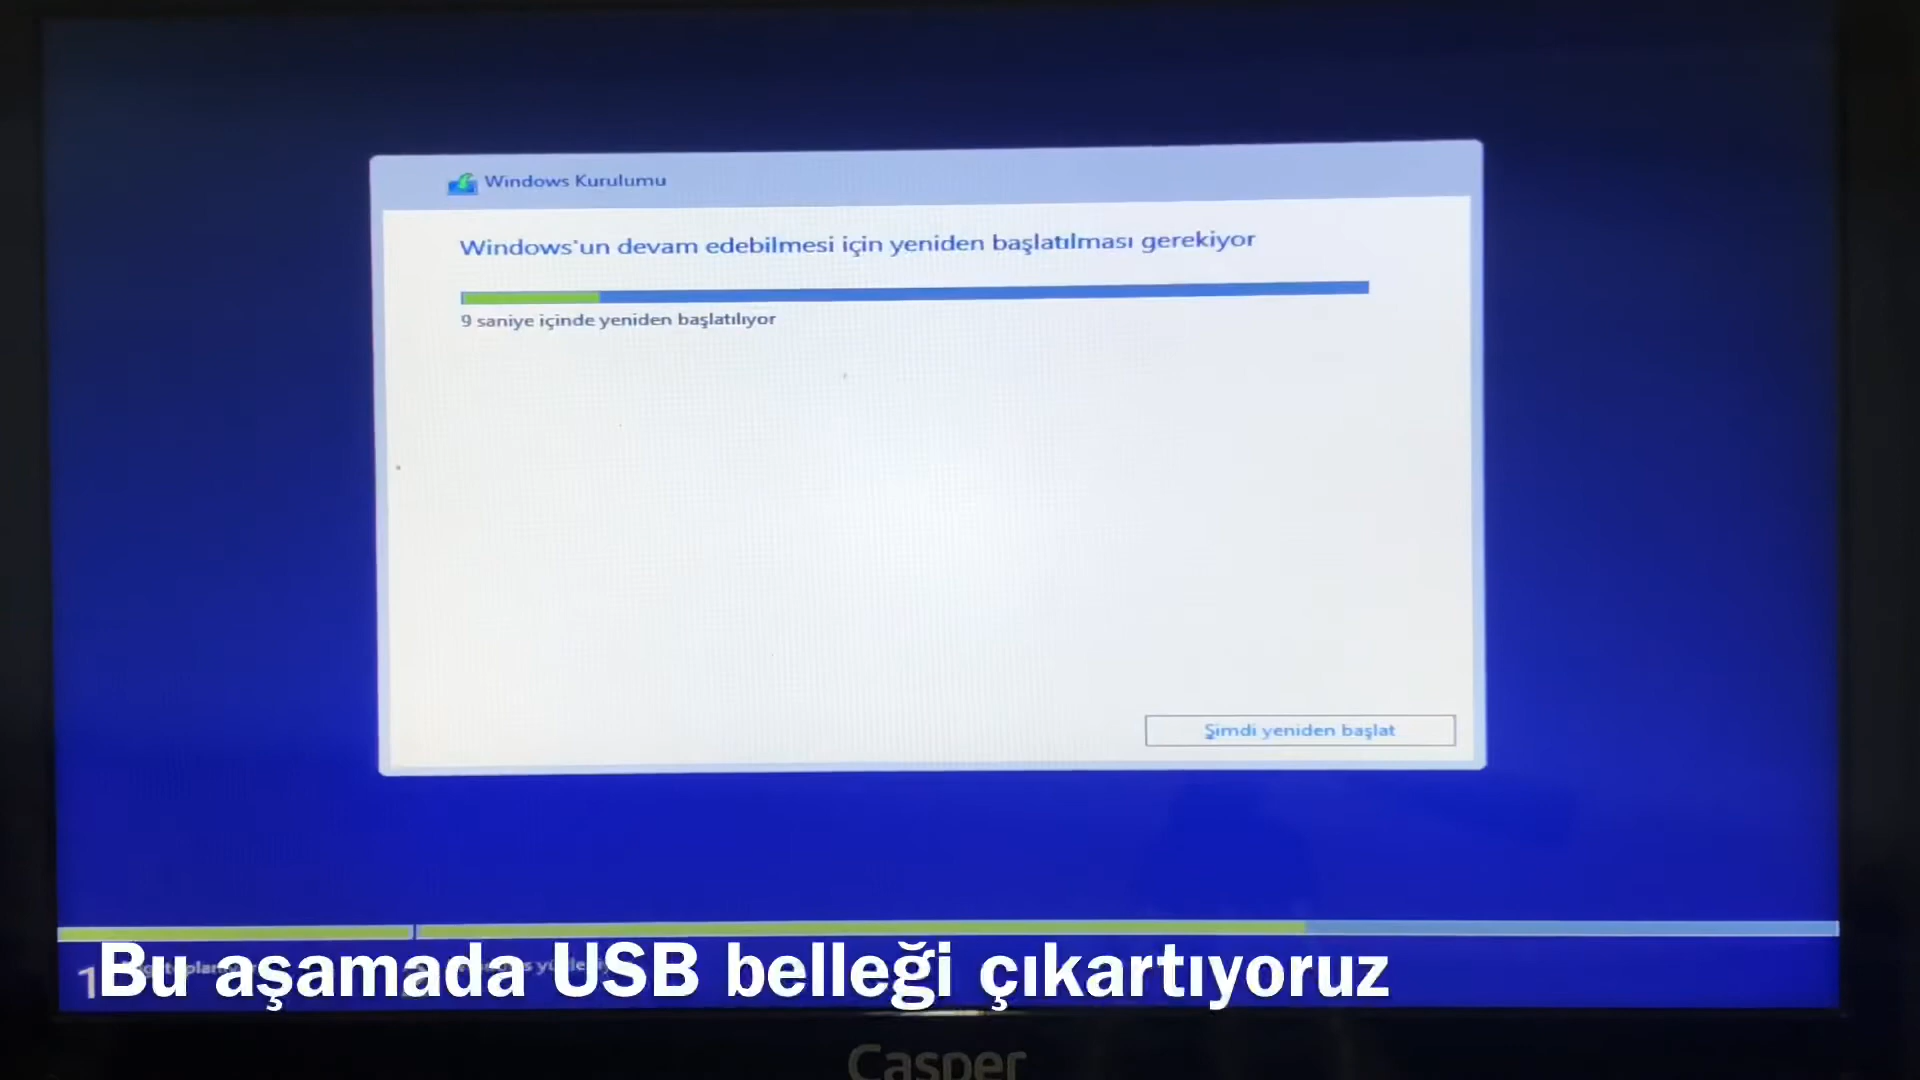 Windows Kurulumu
Windows'un devam edebilmesi için yeniden başlatılması gerekiyor
9 saniye içinde yeniden başlatılıyor
Şimdi yeniden başlat
1
Bu aşamada USB belleği çıkartıyoruz
Casper